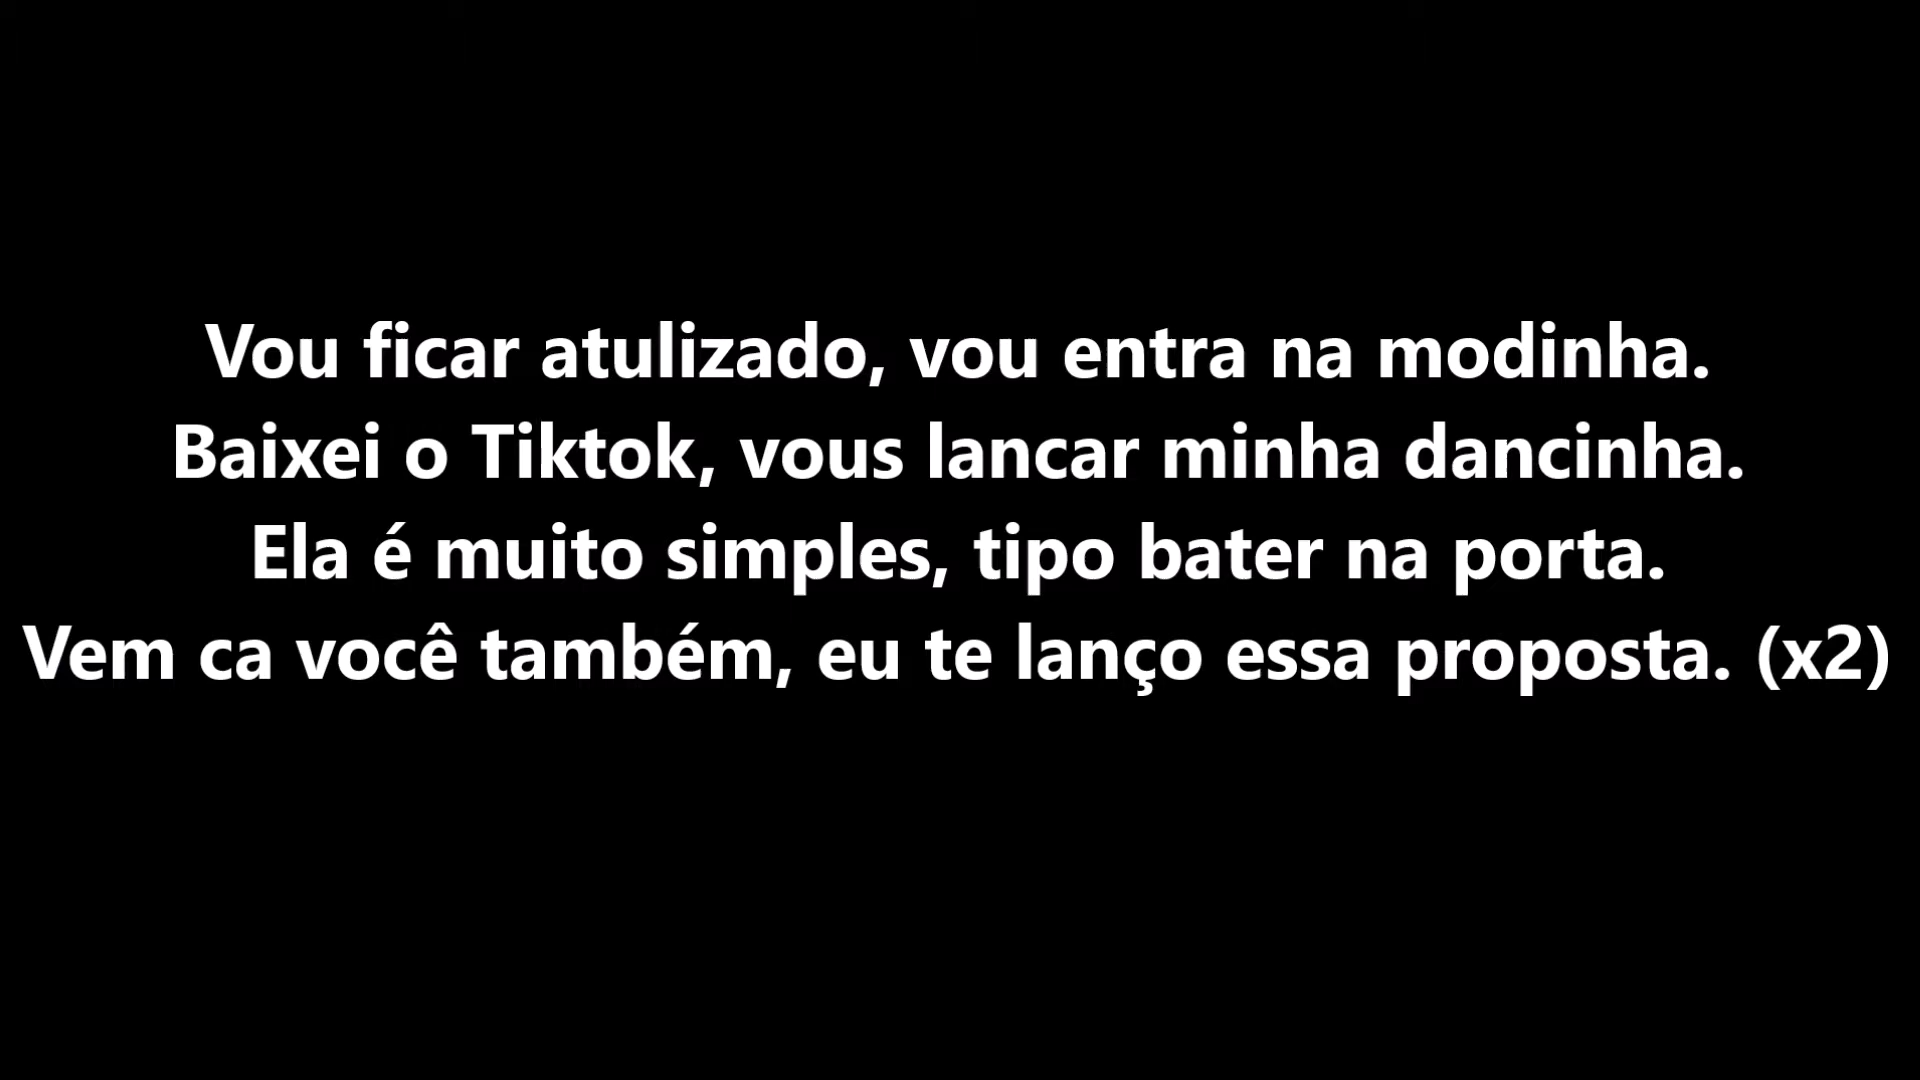 Vou ficar atulizado, vou entra na modinha.
Baixei o Tiktok, vous lancar minha dancinha.
Ela é muito simples, tipo bater na porta.
Vem ca você também, eu te lanço essa proposta. (x2)